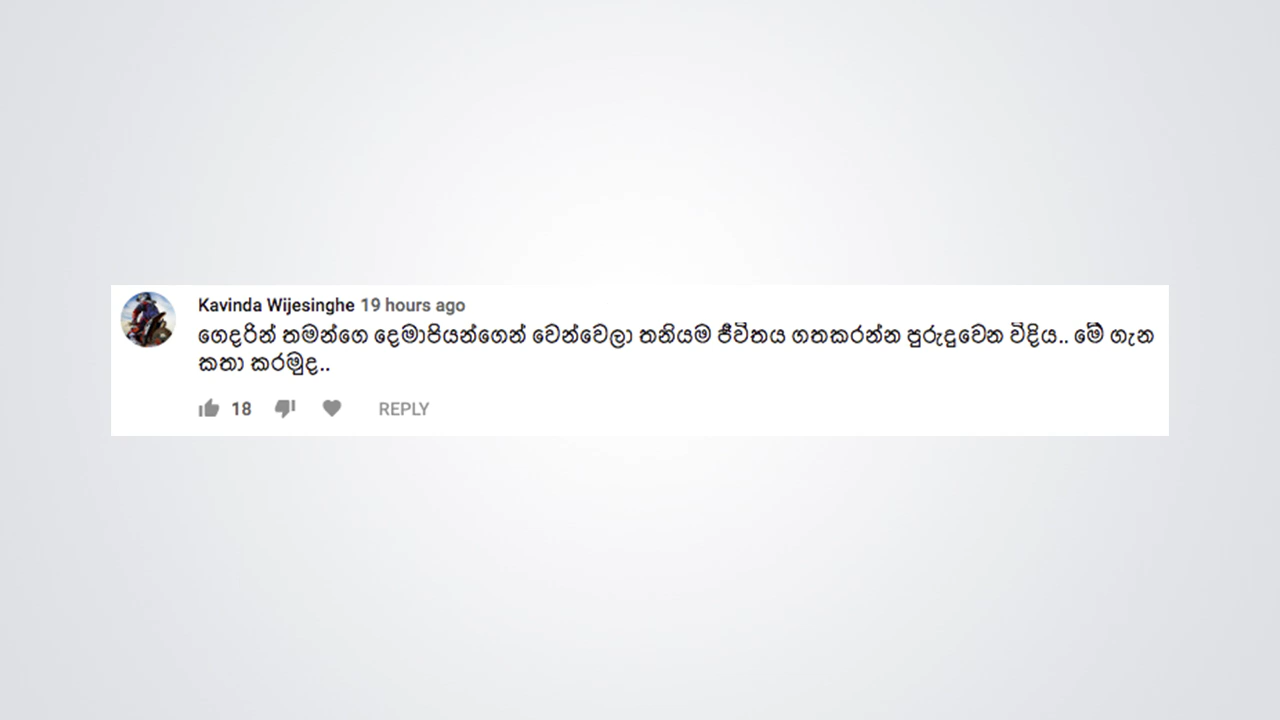 Kavinda Wijesinghe 19 hours ago
ගෙදරින් තමන්ගෙ දෙමාපියන්ගෙන් වෙන්වෙලා තනියම ජීවිතය ගතකරන්න පුරුදුවෙන විදිය.. මේ ගැන
කතා කරමුද..
18 REPLY